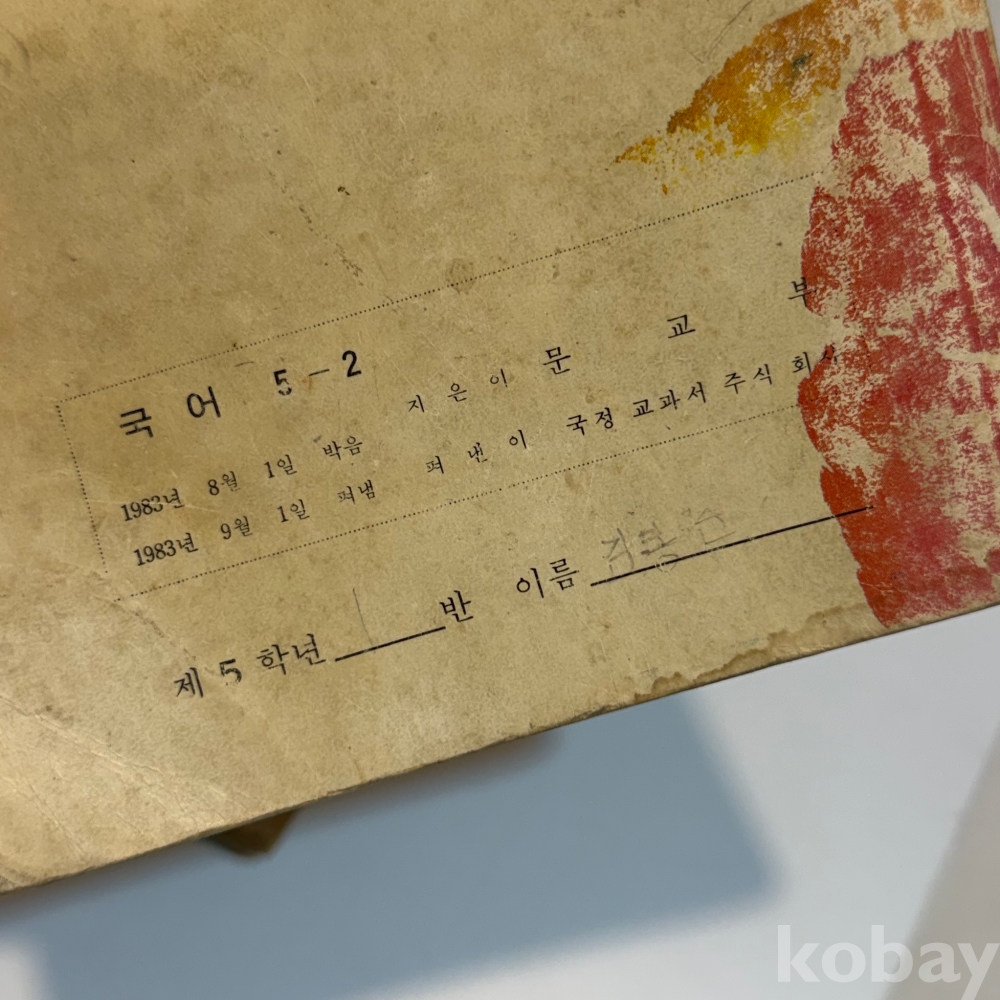 국어 5-2
1983년 8월 1일 박음 지은이 문교부
1983년 9월 1일 펴냄 펴낸이 국정 교과서 주식 회사
제 5 학년 1 반 이름
kobay